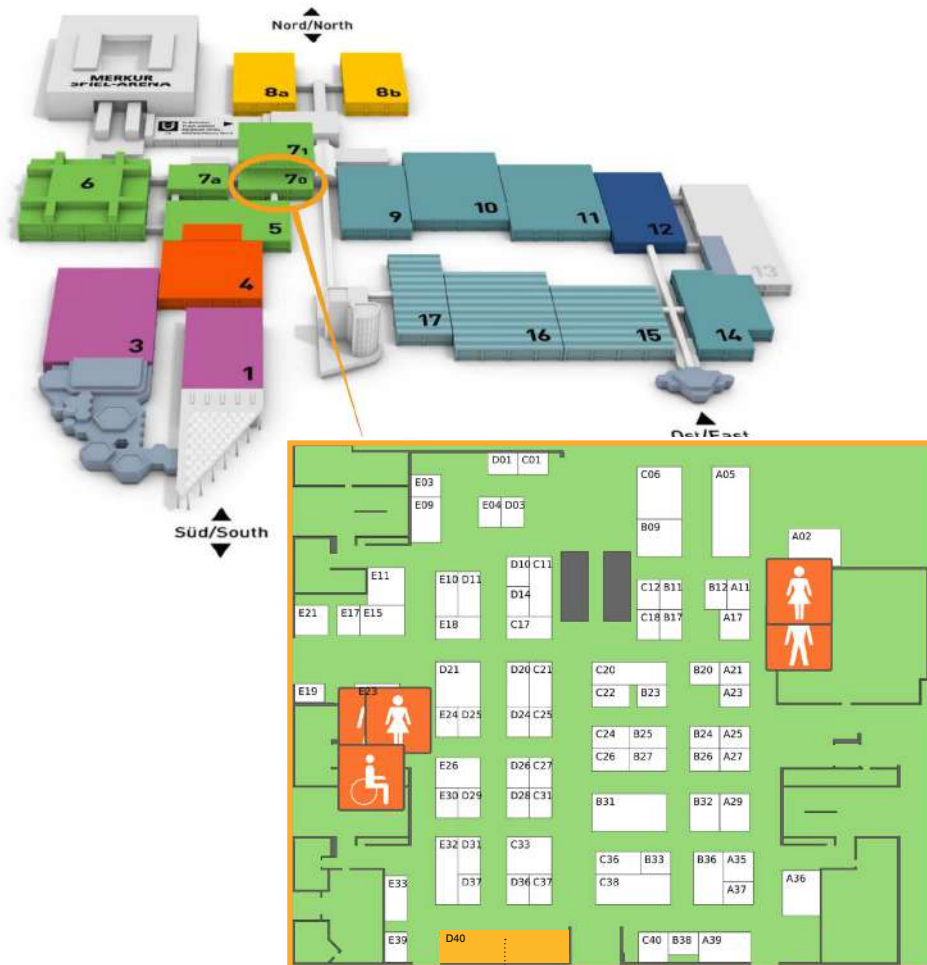 Nord/North
MERKUR
SPIEL-ARENA
8a
8b
7₁
6
7a
7₀
9
10
11
12
5
13
4
17
16
15
14
3
1
Ost/East
Süd/South
D01 C01
C06 A05
E03
E09 E04 D03
B09
A02
E11
E10 D11 D10 C11
D14
C12 B11 B12 A11
E21 E17 E15
E18 C17
C18 B17 A17
D21 D20 C21 C20 B20 A21
E19 E23
C22 B23 A23
E24 D25 D24 C25
C24 B25 B24 A25
C26 B27 B26 A27
E26 D26 C27
E30 D29 D28 C31 B31 B32 A29
E32 D31 C33
C36 B33 B36 A35
E33 D37 D36 C37 C38 A37 A36
E39 D40 C40 B38 A39